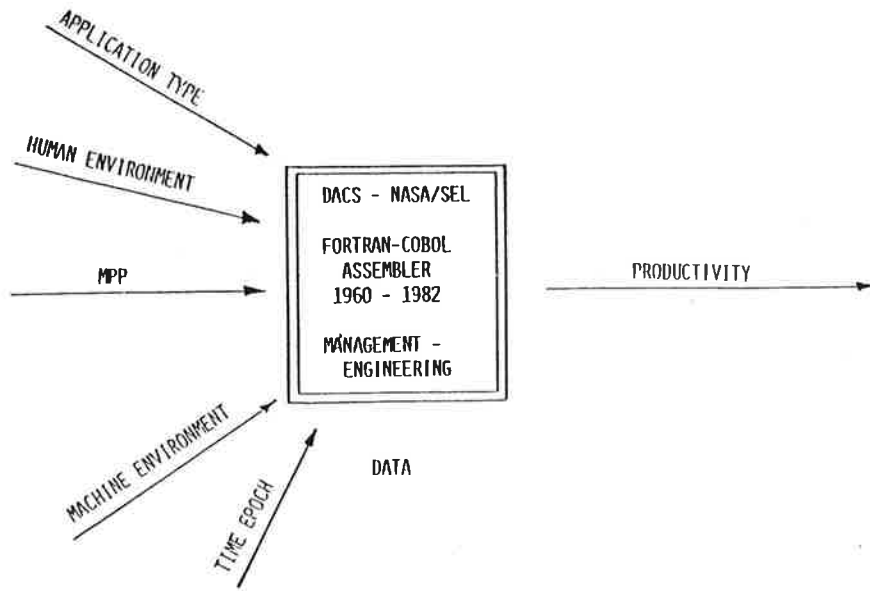 APPLICATION TYPE
HUMAN ENVIRONMENT
MPP
MACHINE ENVIRONMENT
TIME EPOCH
DACS - NASA/SEL
FORTRAN-COBOL
ASSEMBLER
1960 - 1982
MANAGEMENT -
ENGINEERING
DATA
PRODUCTIVITY